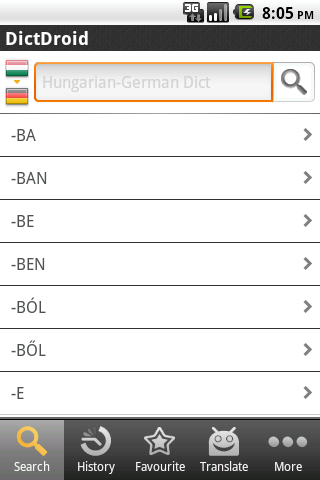 3G 8:05 PM
DictDroid
Hungarian-German Dict
-BA
-BAN
-BE
-BEN
-BÓL
-BŐL
-E
Search History Favourite Translate More